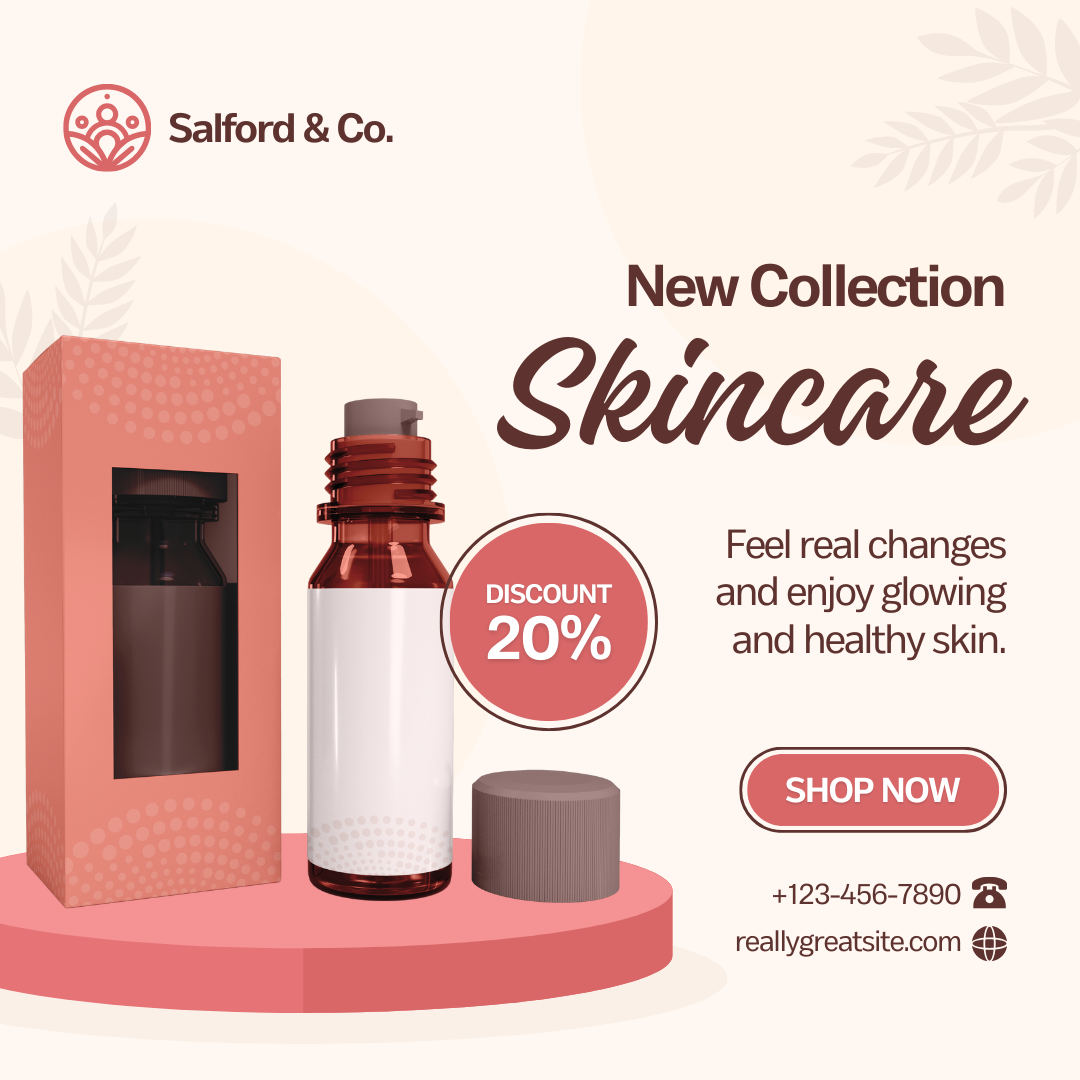 Salford & Co.
New Collection
Skincare
Feel real changes
and enjoy glowing
and healthy skin.
DISCOUNT
20%
SHOP NOW
+123-456-7890
reallygreatsite.com